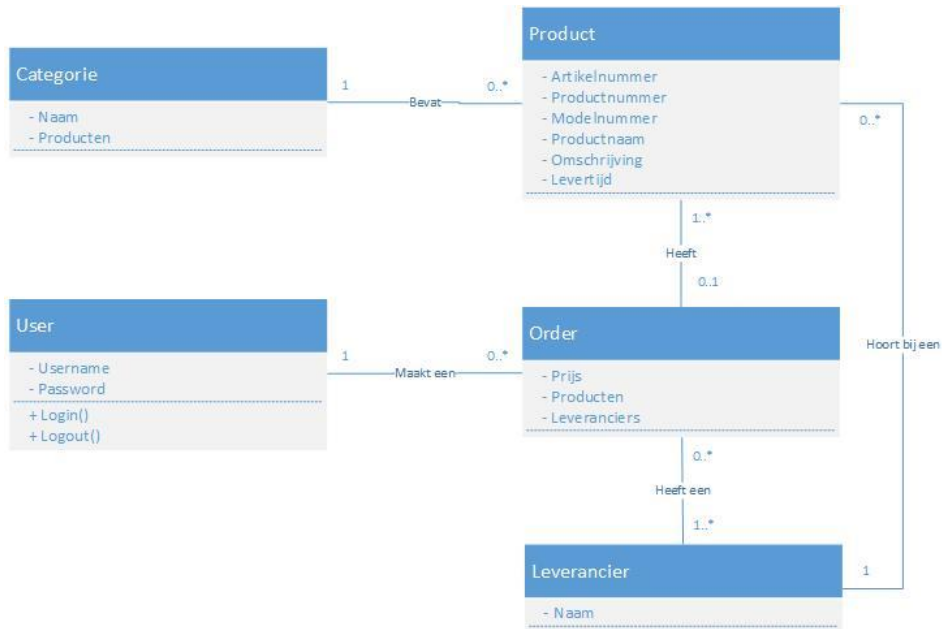 Categorie
- Naam
- Producten
1
Bevat
0..*
Product
- Artikelnummer
- Productnummer
- Modelnummer
- Productnaam
- Omschrijving
- Levertijd
0..*
1..*
Heeft
0..1
User
- Username
- Password
+ Login()
+ Logout()
1
Maakt een
0..*
Order
- Prijs
- Producten
- Leveranciers
Hoort bij een
0..*
Heeft een
1..*
Leverancier
- Naam
1